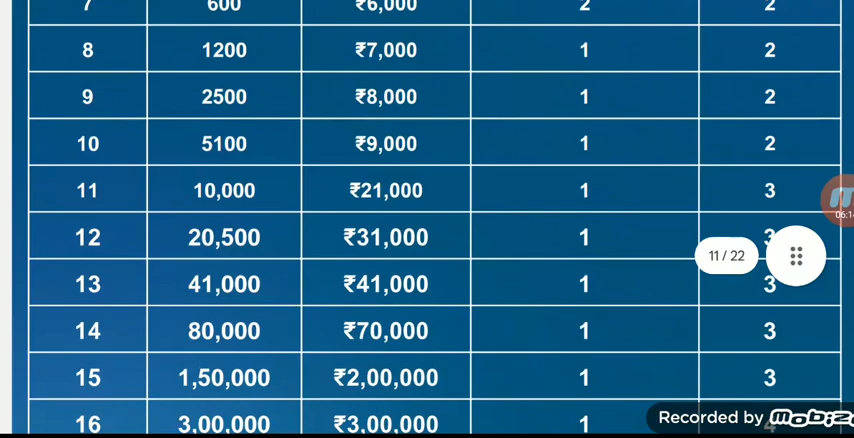 7 600 ₹6,000 2 2
8 1200 ₹7,000 1 2
9 2500 ₹8,000 1 2
10 5100 ₹9,000 1 2
11 10,000 ₹21,000 1 3
12 20,500 ₹31,000 1 3
11 / 22
13 41,000 ₹41,000 1 3
14 80,000 ₹70,000 1 3
15 1,50,000 ₹2,00,000 1 3
16 3,00,000 ₹3,00,000 1 4
Recorded by